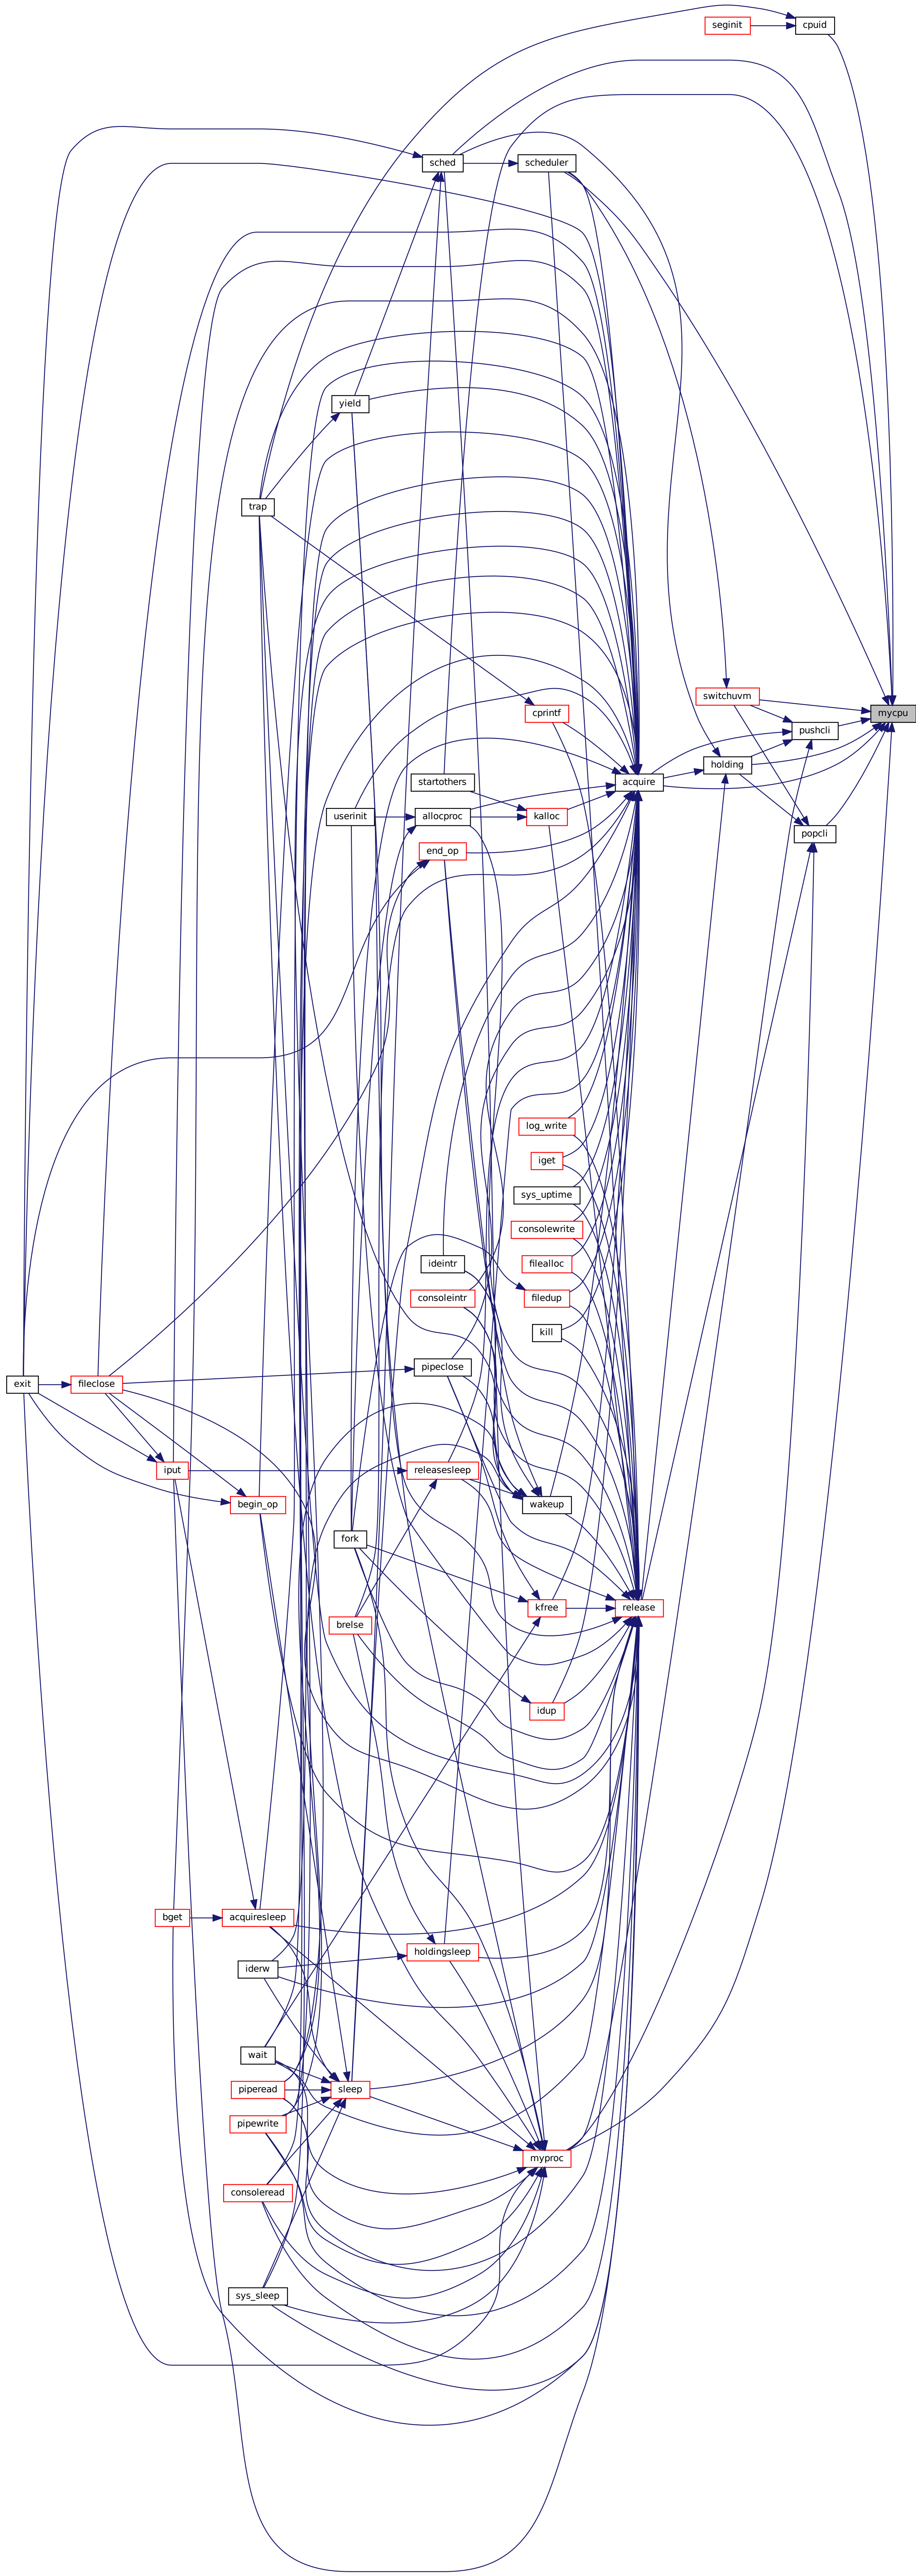 cpuid
seginit
sched
scheduler
yield
trap
switchuvm
mycpu
cprintf
pushcli
holding
startothers
acquire
userinit
allocproc
kalloc
popcli
end_op
log_write
iget
sys_uptime
consolewrite
ideintr
filealloc
consoleintr
filedup
kill
pipeclose
exit
fileclose
iput
releasesleep
begin_op
wakeup
fork
kfree
release
brelse
idup
bget
acquiresleep
holdingsleep
iderw
wait
piperead
sleep
pipewrite
myproc
consoleread
sys_sleep